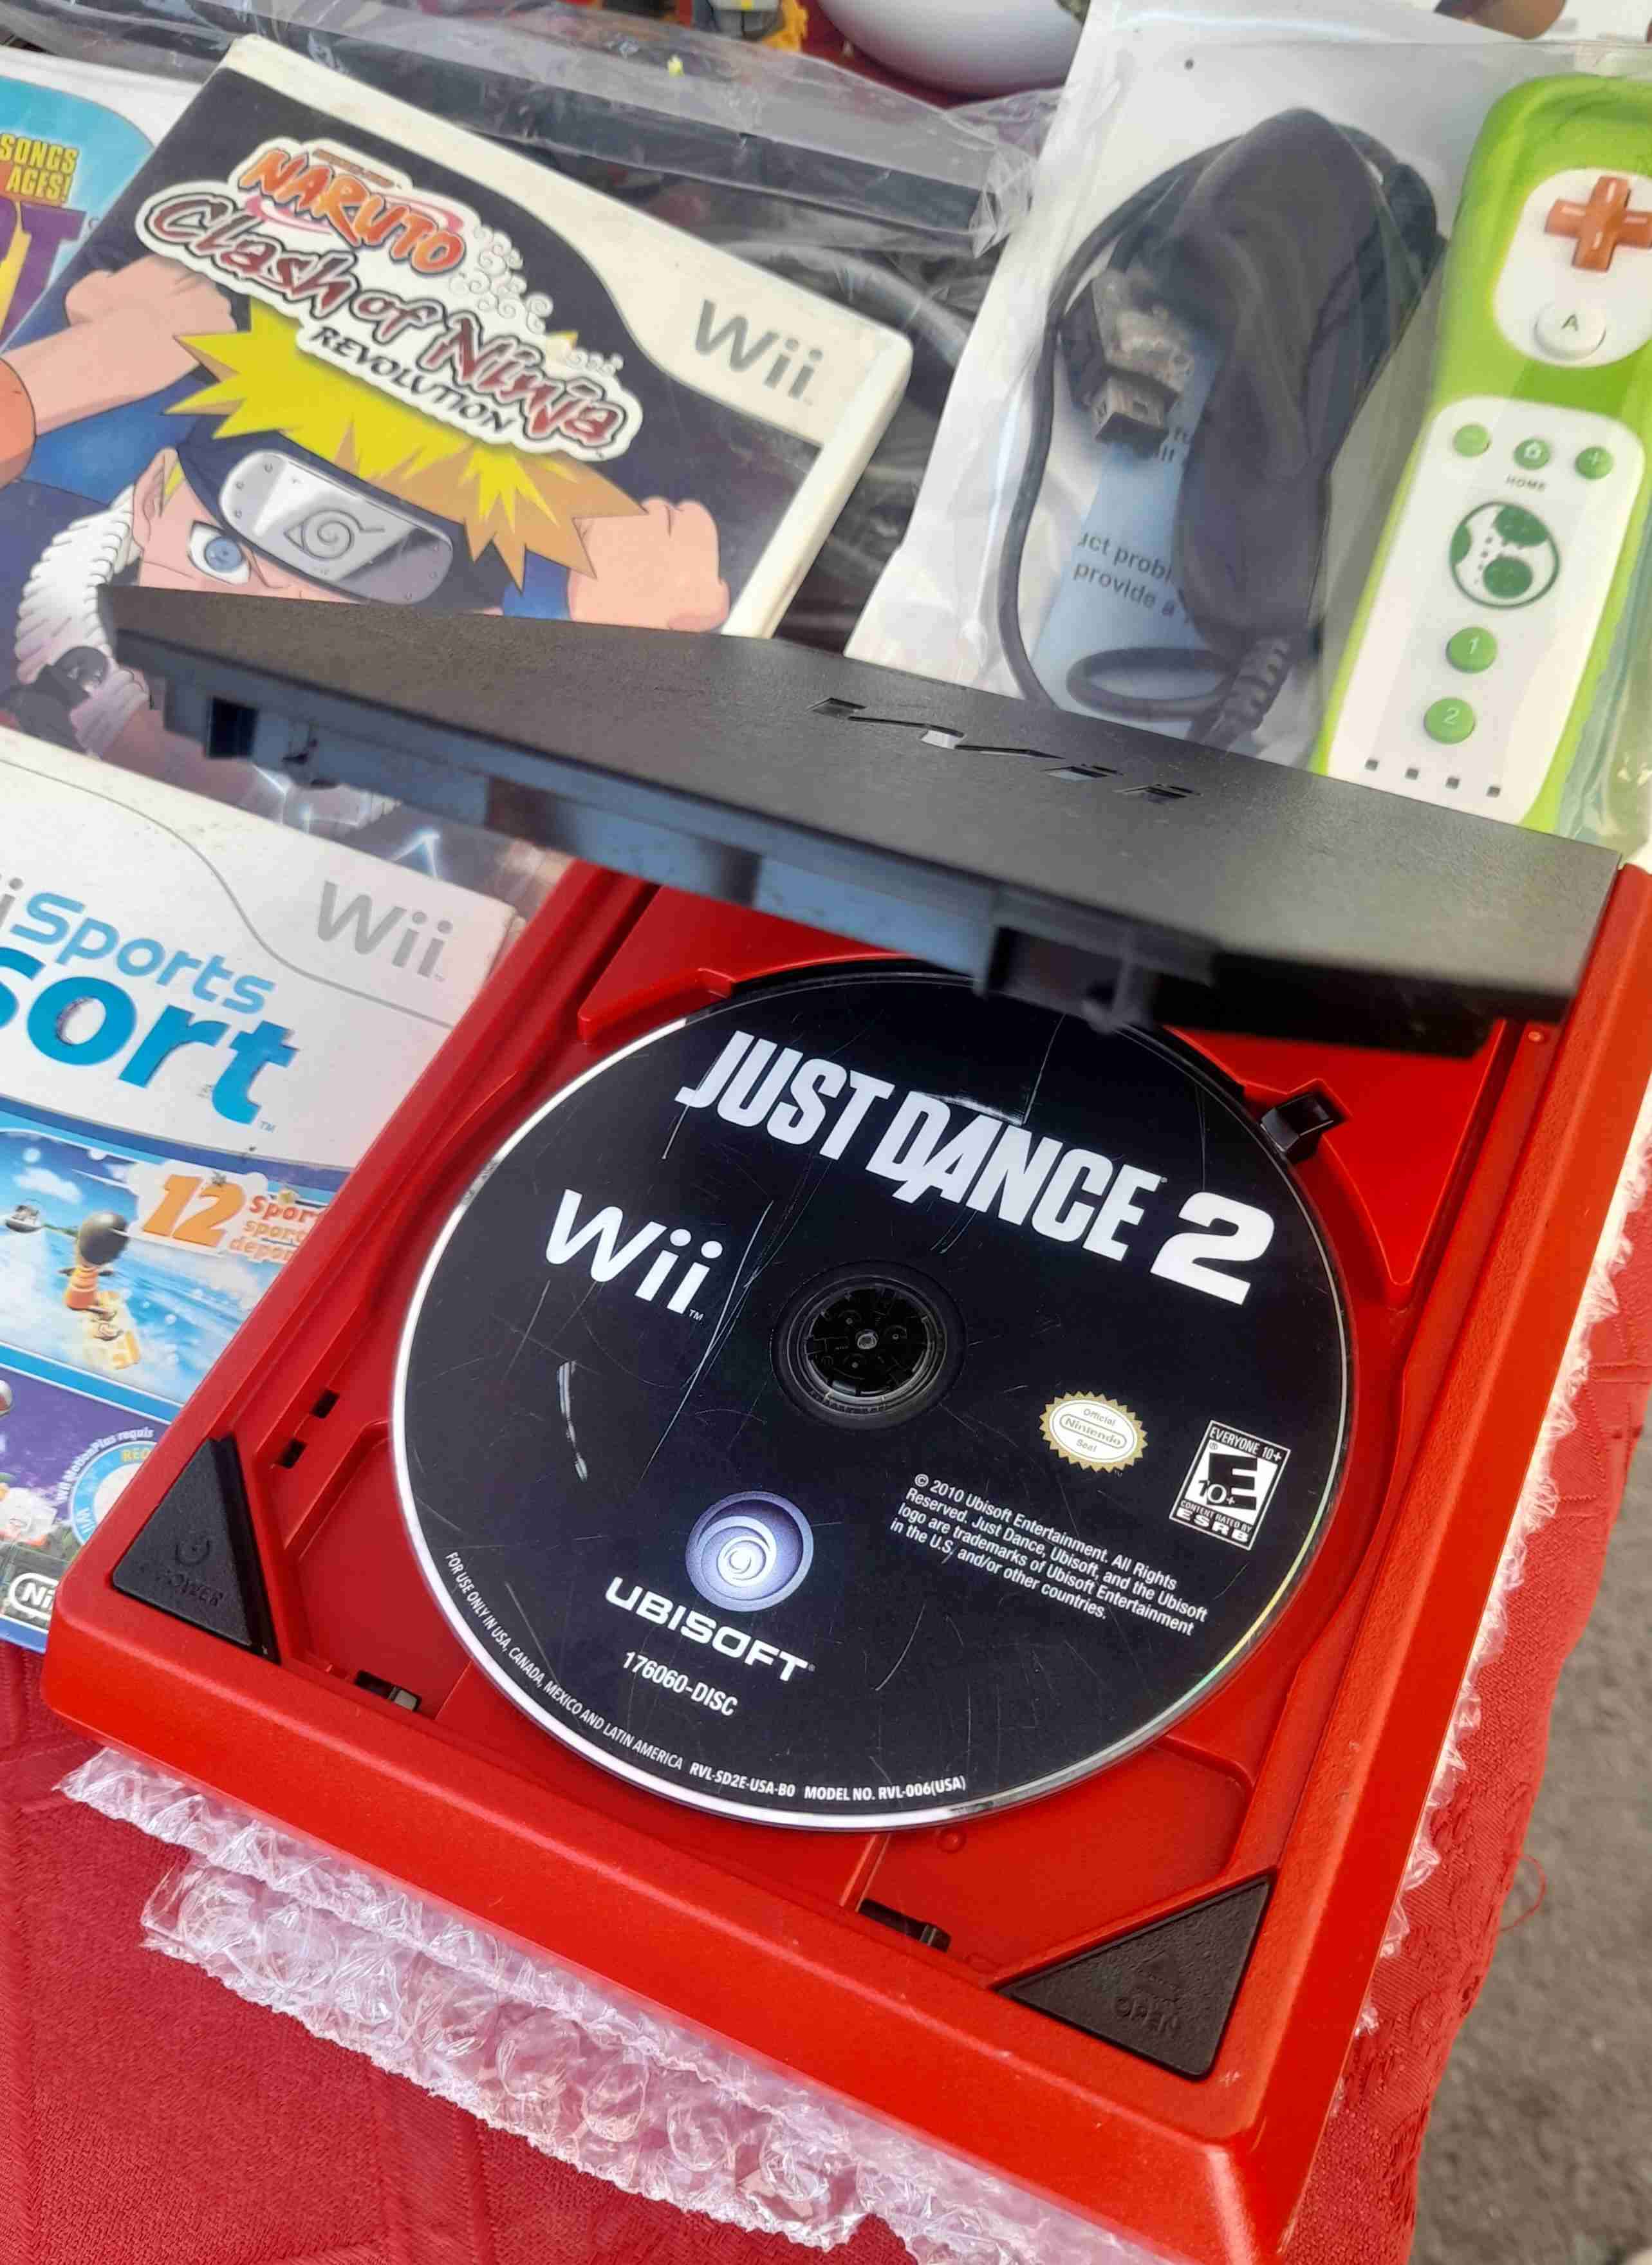 SONGS
AGES!
NARUTO
Clash of Ninja
REVOLUTION
Wii
A
HOME
1
2
uct probl
provide a
Wii
Sports
sort
12
JUST DANCE 2
Wii
Official
Nintendo
Seal
EVERYONE 10+
E
10+
CONTENT RATED BY
ESRB
© 2010 Ubisoft Entertainment. All Rights
Reserved. Just Dance, Ubisoft, and the Ubisoft
logo are trademarks of Ubisoft Entertainment
in the U.S. and/or other countries.
UBISOFT
176060-DISC
FOR USE ONLY IN USA, CANADA, MEXICO AND LATIN AMERICA RVL-SD2E-USA-B0 MODEL NO. RVL-006(USA)
POWER
OPEN